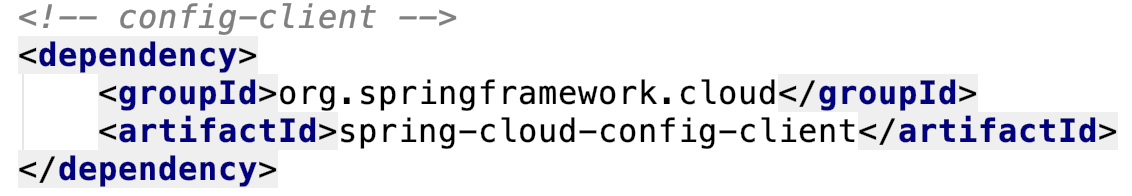 <!-- config-client -->
<dependency>
    <groupId>org.springframework.cloud</groupId>
    <artifactId>spring-cloud-config-client</artifactId>
</dependency>